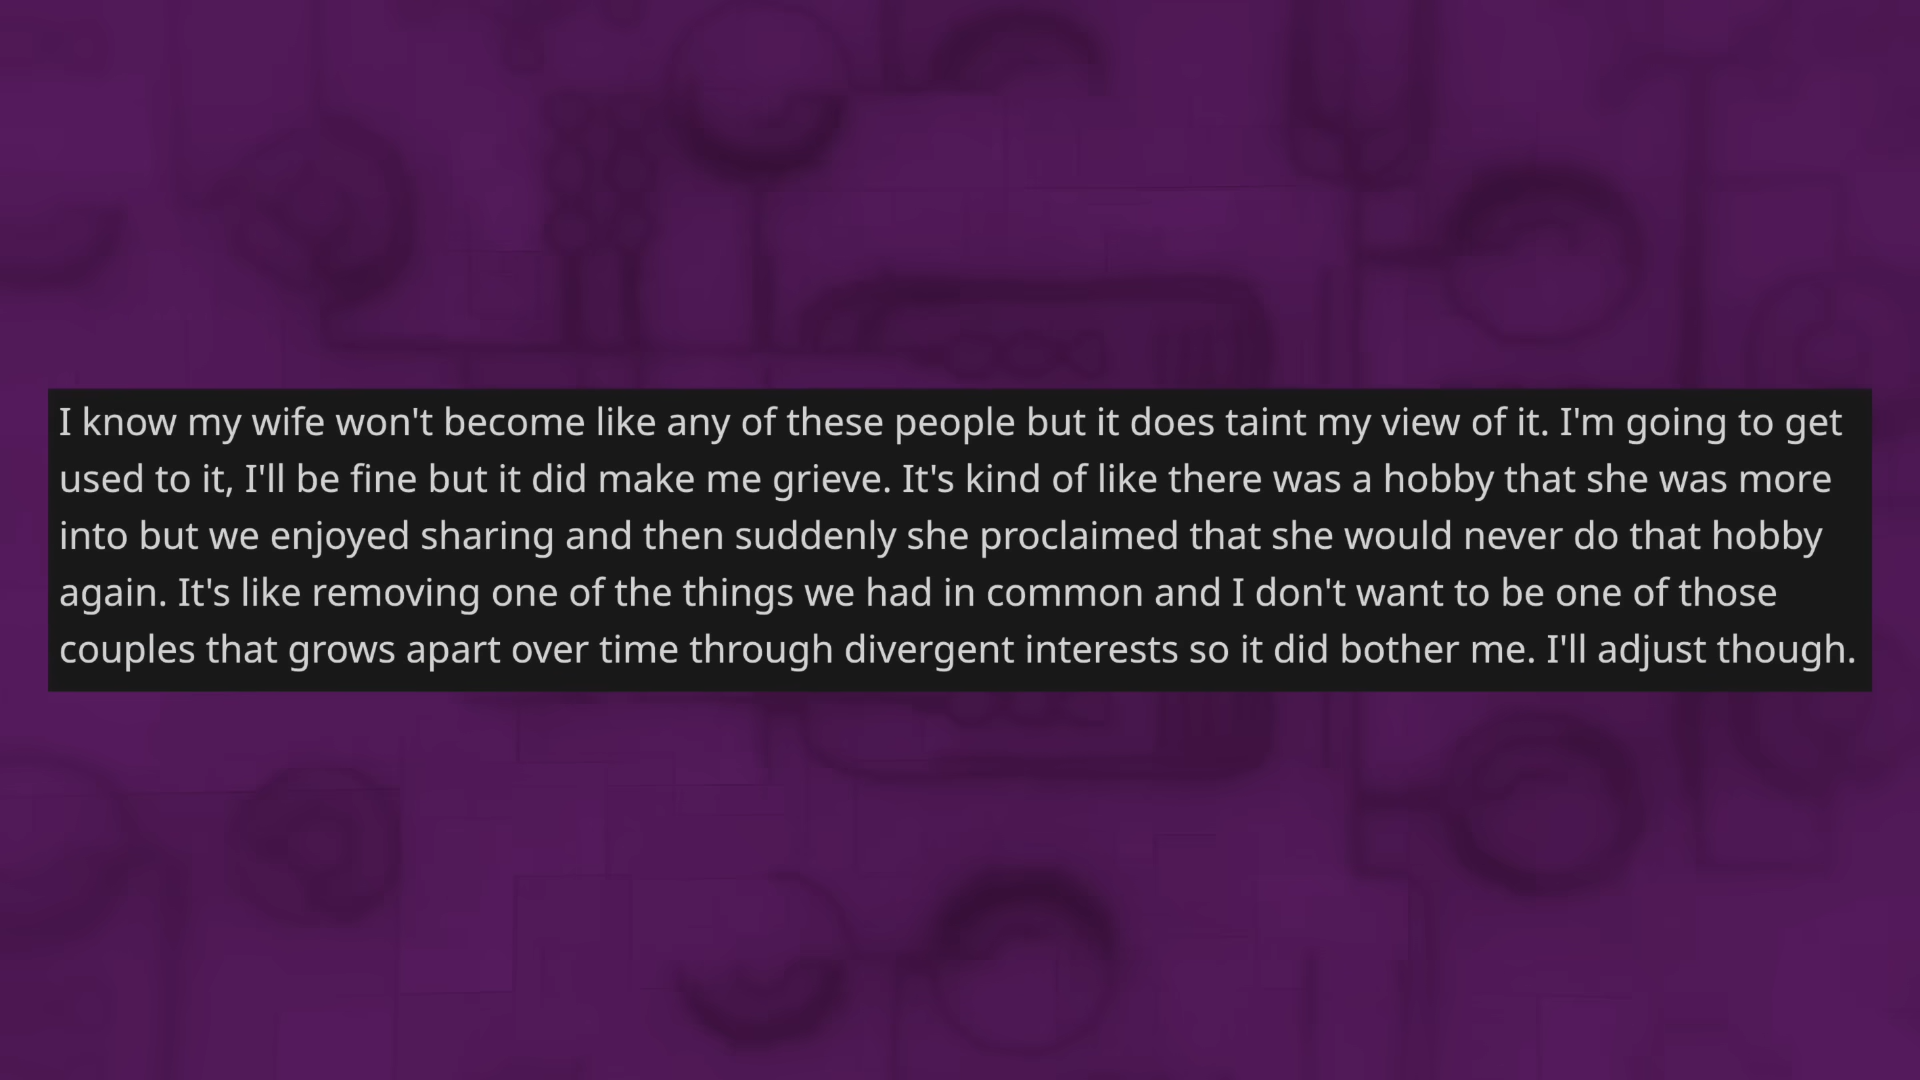 I know my wife won't become like any of these people but it does taint my view of it. I'm going to get
used to it, I'll be fine but it did make me grieve. It's kind of like there was a hobby that she was more
into but we enjoyed sharing and then suddenly she proclaimed that she would never do that hobby
again. It's like removing one of the things we had in common and I don't want to be one of those
couples that grows apart over time through divergent interests so it did bother me. I'll adjust though.